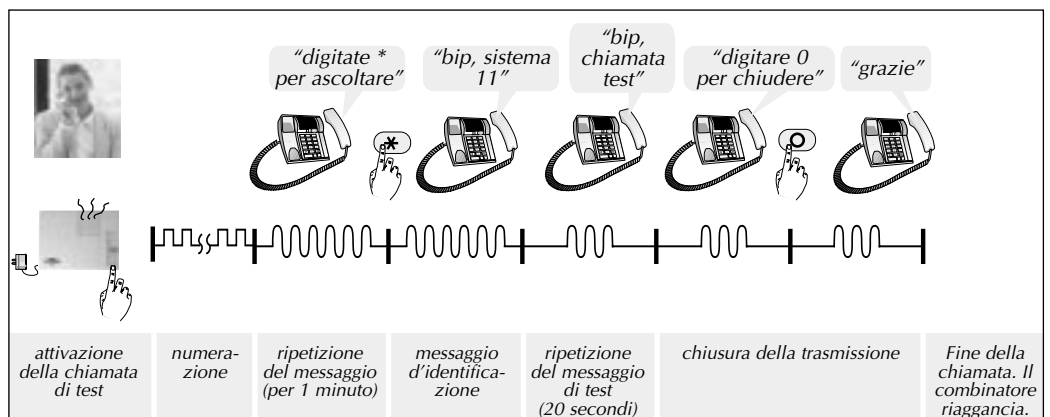 “digitate *
per ascoltare”
“bip, sistema
11”
“bip,
chiamata
test”
“digitare 0
per chiudere”
“grazie”
attivazione
della chiamata
di test
numera-
zione
ripetizione
del messaggio
(per 1 minuto)
messaggio
d’identifica-
zione
ripetizione
del messaggio
di test
(20 secondi)
chiusura della trasmissione
Fine della
chiamata. Il
combinatore
riaggancia.